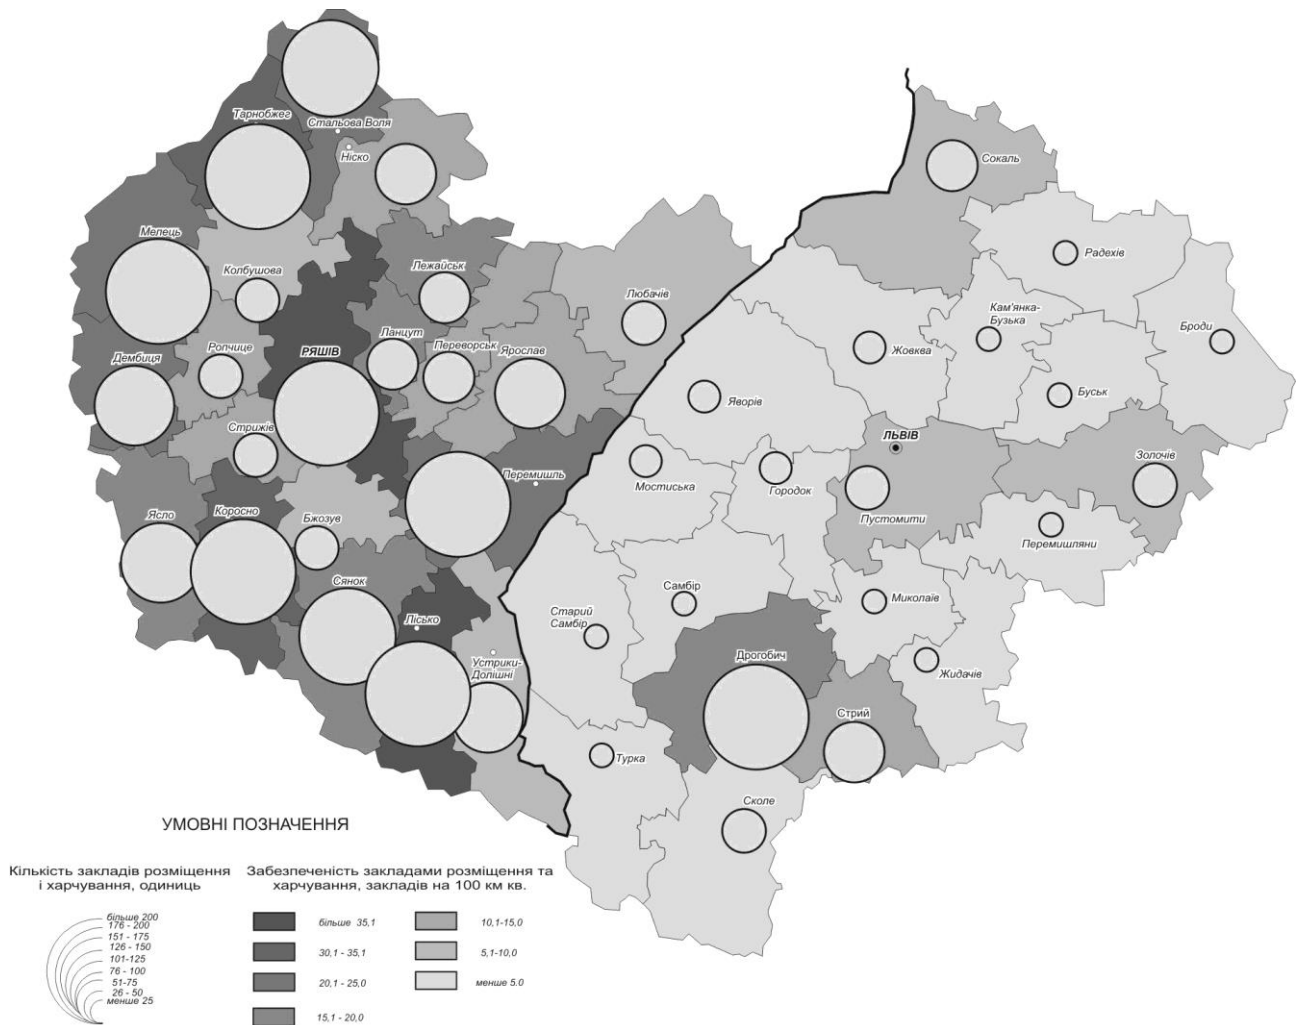 Тарнобжег
Стальова Воля
Ніско
Сокаль
Мелець
Колбушова
Лежайськ
Любачів
Радехів
Кам'янка-
Бузька
Броди
Дембиця
Ропчице
РЯШІВ
Ланцут
Переворськ
Ярослав
Жовква
Яворів
Буськ
Стрижів
ЛЬВІВ
Перемишль
Мостиська
Городок
Пустомити
Золочів
Ясло
Коросно
Бжозув
Перемишляни
Сянок
Лісько
Старий
Самбір
Самбір
Миколаїв
Устрики-
Долішні
Дрогобич
Жидачів
Стрий
Турка
Сколе
УМОВНІ ПОЗНАЧЕННЯ
Кількість закладів розміщення
і харчування, одиниць
більше 200
176 - 200
151 - 175
126 - 150
101-125
76 - 100
51-75
26 - 50
менше 25
Забезпеченість закладами розміщення та
харчування, закладів на 100 км кв.
більше 35,1
30,1 - 35,1
20,1 - 25,0
15,1 - 20,0
10,1-15,0
5,1-10,0
менше 5.0